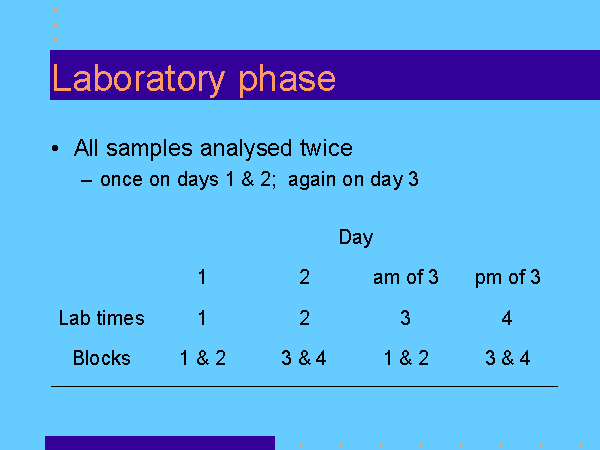 Laboratory phase
• All samples analysed twice
– once on days 1 & 2; again on day 3
Day
1 2 am of 3 pm of 3
Lab times 1 2 3 4
Blocks 1 & 2 3 & 4 1 & 2 3 & 4